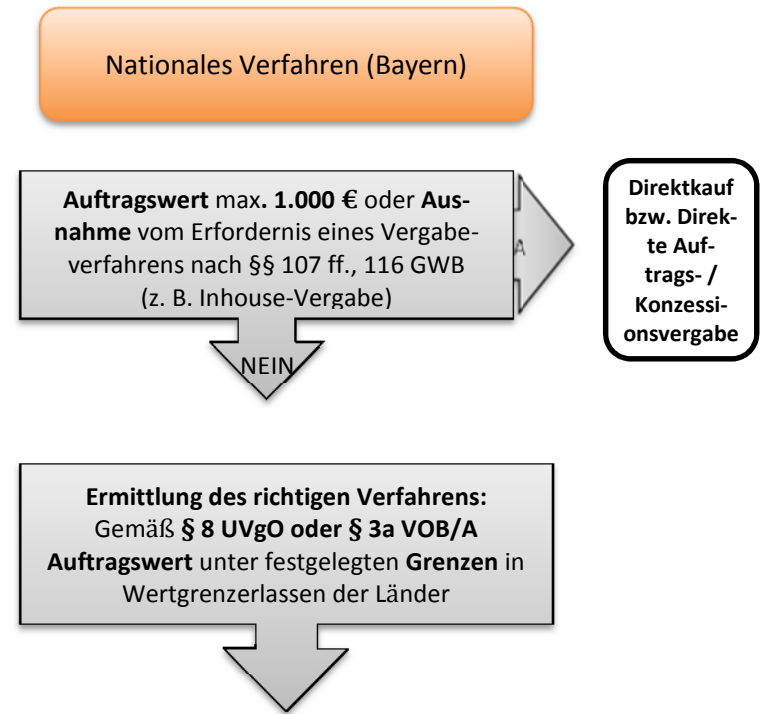 Nationales Verfahren (Bayern)
Auftragswert max. 1.000 € oder Aus-
nahme vom Erfordernis eines Vergabe-
verfahrens nach §§ 107 ff., 116 GWB
(z. B. Inhouse-Vergabe)
A
Direktkauf
bzw. Direk-
te Auf-
trags- /
Konzessi-
onsvergabe
NEIN
Ermittlung des richtigen Verfahrens:
Gemäß § 8 UVgO oder § 3a VOB/A
Auftragswert unter festgelegten Grenzen in
Wertgrenzerlassen der Länder